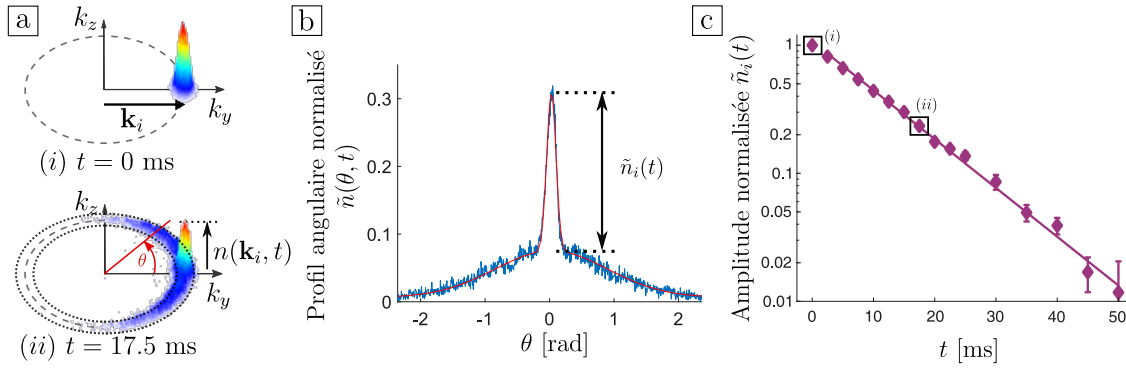 a
k_z
k_y
k_i
(i) t = 0 ms
k_z
θ
n(k_i, t)
k_y
(ii) t = 17.5 ms
b
Profil angulaire normalisé
ñ(θ, t)
0.3
0.2
0.1
0
ñ_i(t)
-2 -1 0 1 2
θ [rad]
c
Amplitude normalisée ñ_i(t)
1
0.5
0.2
0.1
0.05
0.02
0.01
(i)
(ii)
0 10 20 30 40 50
t [ms]